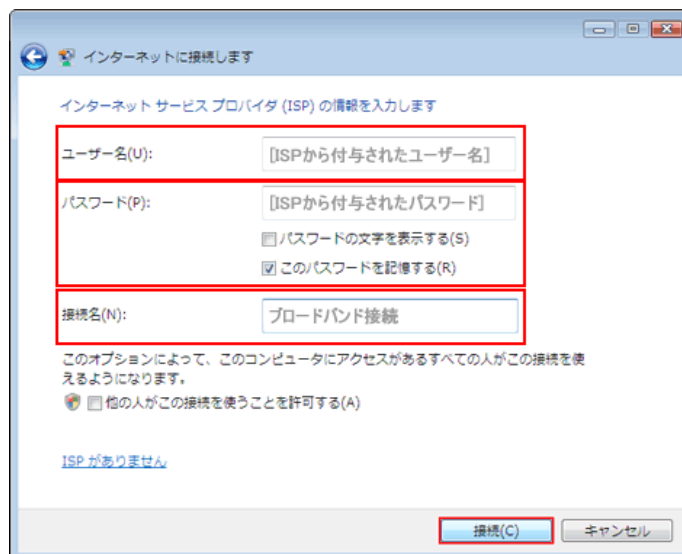 インターネットに接続します
インターネット サービス プロバイダ (ISP) の情報を入力します
ユーザー名(U):
[ISPから付与されたユーザー名]
パスワード(P):
[ISPから付与されたパスワード]
パスワードの文字を表示する(S)
このパスワードを記憶する(R)
接続名(N):
ブロードバンド接続
このオプションによって、このコンピュータにアクセスがあるすべての人がこの接続を使
えるようになります。
他の人がこの接続を使うことを許可する(A)
ISP がありません
接続(C)
キャンセル